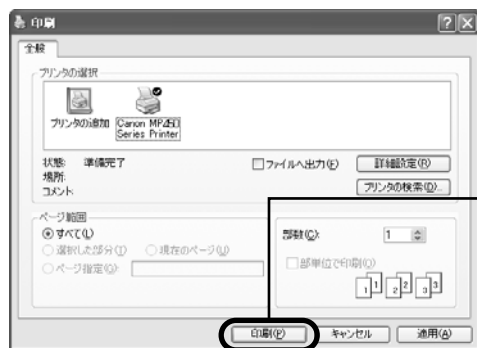 印刷
全般
プリンタの選択
プリンタの追加
Canon MP450
Series Printer
状態: 準備完了
場所:
コメント:
ファイルへ出力(F)
詳細設定(R)
プリンタの検索(D)...
ページ範囲
すべて(L)
選択した部分(T) 現在のページ(U)
ページ指定(G):
部数(C): 1
部単位で印刷(O)
1 1 2 2 3 3
印刷(P) キャンセル 適用(A)